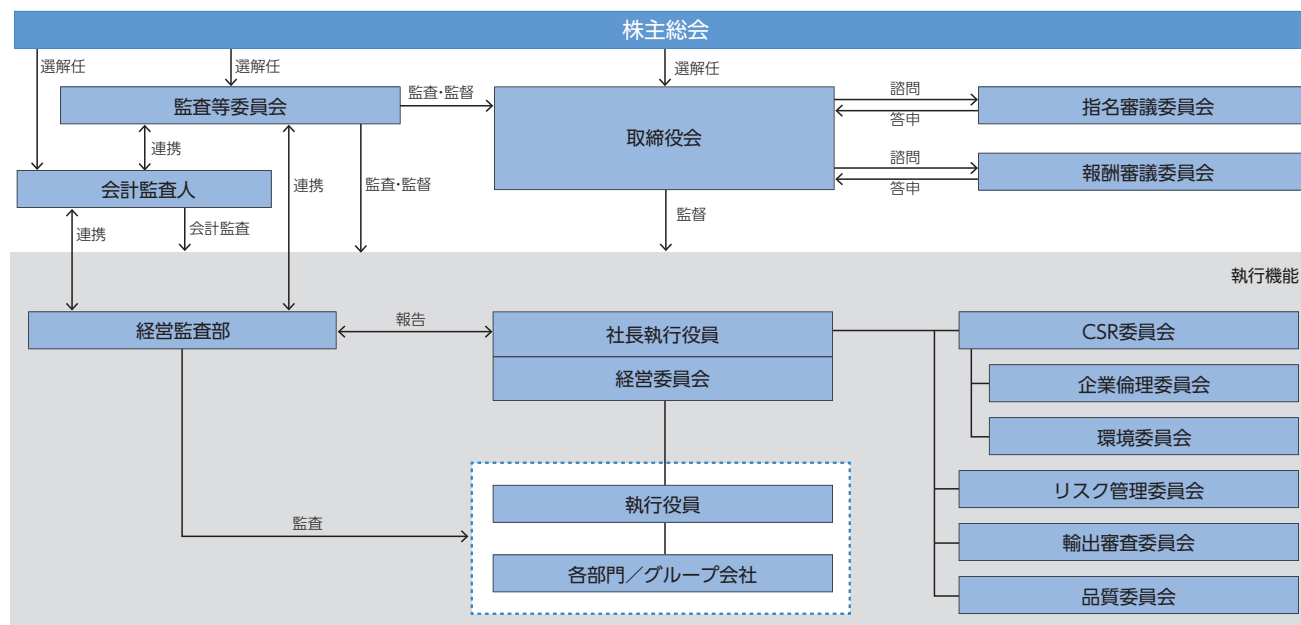 株主総会
選解任
選解任
選解任
監査等委員会
監査・監督
取締役会
諮問
答申
指名審議委員会
連携
会計監査人
連携
監査・監督
諮問
答申
報酬審議委員会
連携
会計監査
監督
執行機能
経営監査部
報告
社長執行役員
経営委員会
CSR委員会
企業倫理委員会
環境委員会
リスク管理委員会
執行役員
監査
輸出審査委員会
各部門／グループ会社
品質委員会